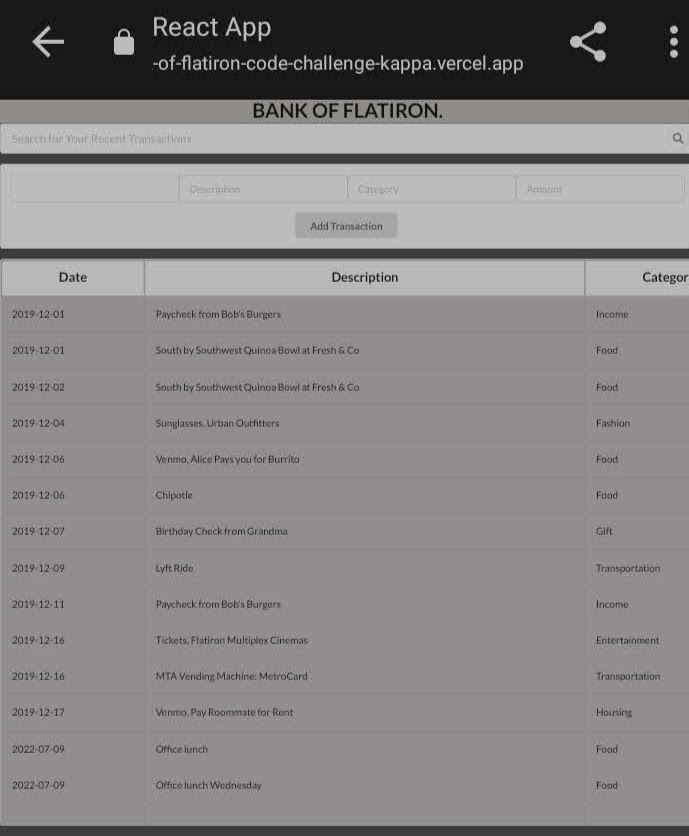 React App
-of-flatiron-code-challenge-kappa.vercel.app
BANK OF FLATIRON.
Search for Your Recent Transactions
Description Category Amount
Add Transaction
Date Description Categor
2019-12-01 Paycheck from Bob's Burgers Income
2019-12-01 South by Southwest Quinoa Bowl at Fresh & Co Food
2019-12-02 South by Southwest Quinoa Bowl at Fresh & Co Food
2019-12-04 Sunglasses, Urban Outfitters Fashion
2019-12-06 Venmo, Alice Pays you for Burrito Food
2019-12-06 Chipotle Food
2019-12-07 Birthday Check from Grandma Gift
2019-12-09 Lyft Ride Transportation
2019-12-11 Paycheck from Bob's Burgers Income
2019-12-16 Tickets, Flatiron Multiplex Cinemas Entertainment
2019-12-16 MTA Vending Machine: MetroCard Transportation
2019-12-17 Venmo, Pay Roommate for Rent Housing
2022-07-09 Office lunch Food
2022-07-09 Office lunch Wednesday Food